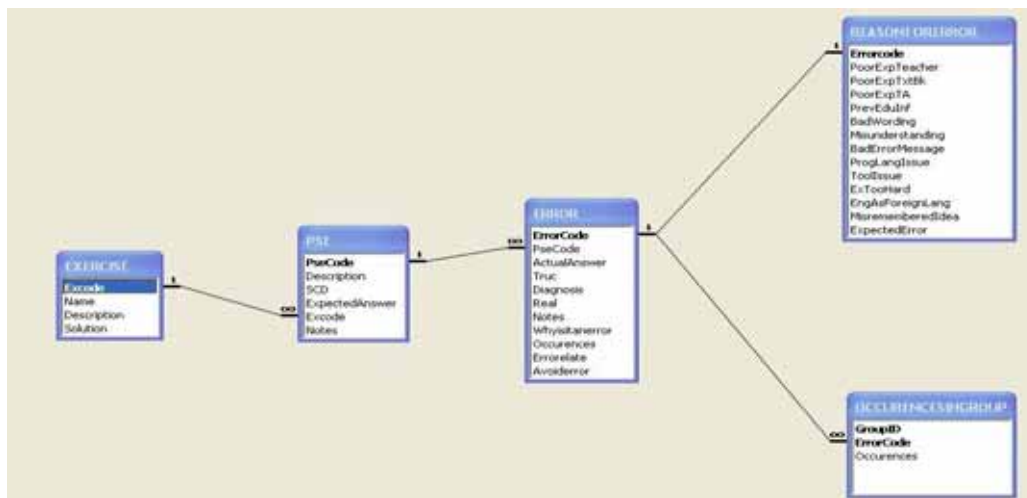 EXERCISE
Excode
Name
Description
Solution
1
∞
PSE
PseCode
Description
SCD
ExpectedAnswer
Excode
Notes
1
∞
ERROR
ErrorCode
PseCode
ActualAnswer
Diagnosis
Real
Notes
Whyisitanerror
Occurences
Errorelate
Avoiderror
1
1
REASONFORERROR
Errorcode
PoorExpTeacher
PoorExpTxtBk
PoorExpTA
PrevEduInf
BadWording
Misunderstanding
BadErrorMessage
ProgLangIssue
ToolIssue
ExTooHard
EngAsForeignLang
MisrememberedIdea
ExpectedError
∞
OCCURENCESINGROUP
GroupID
ErrorCode
Occurences